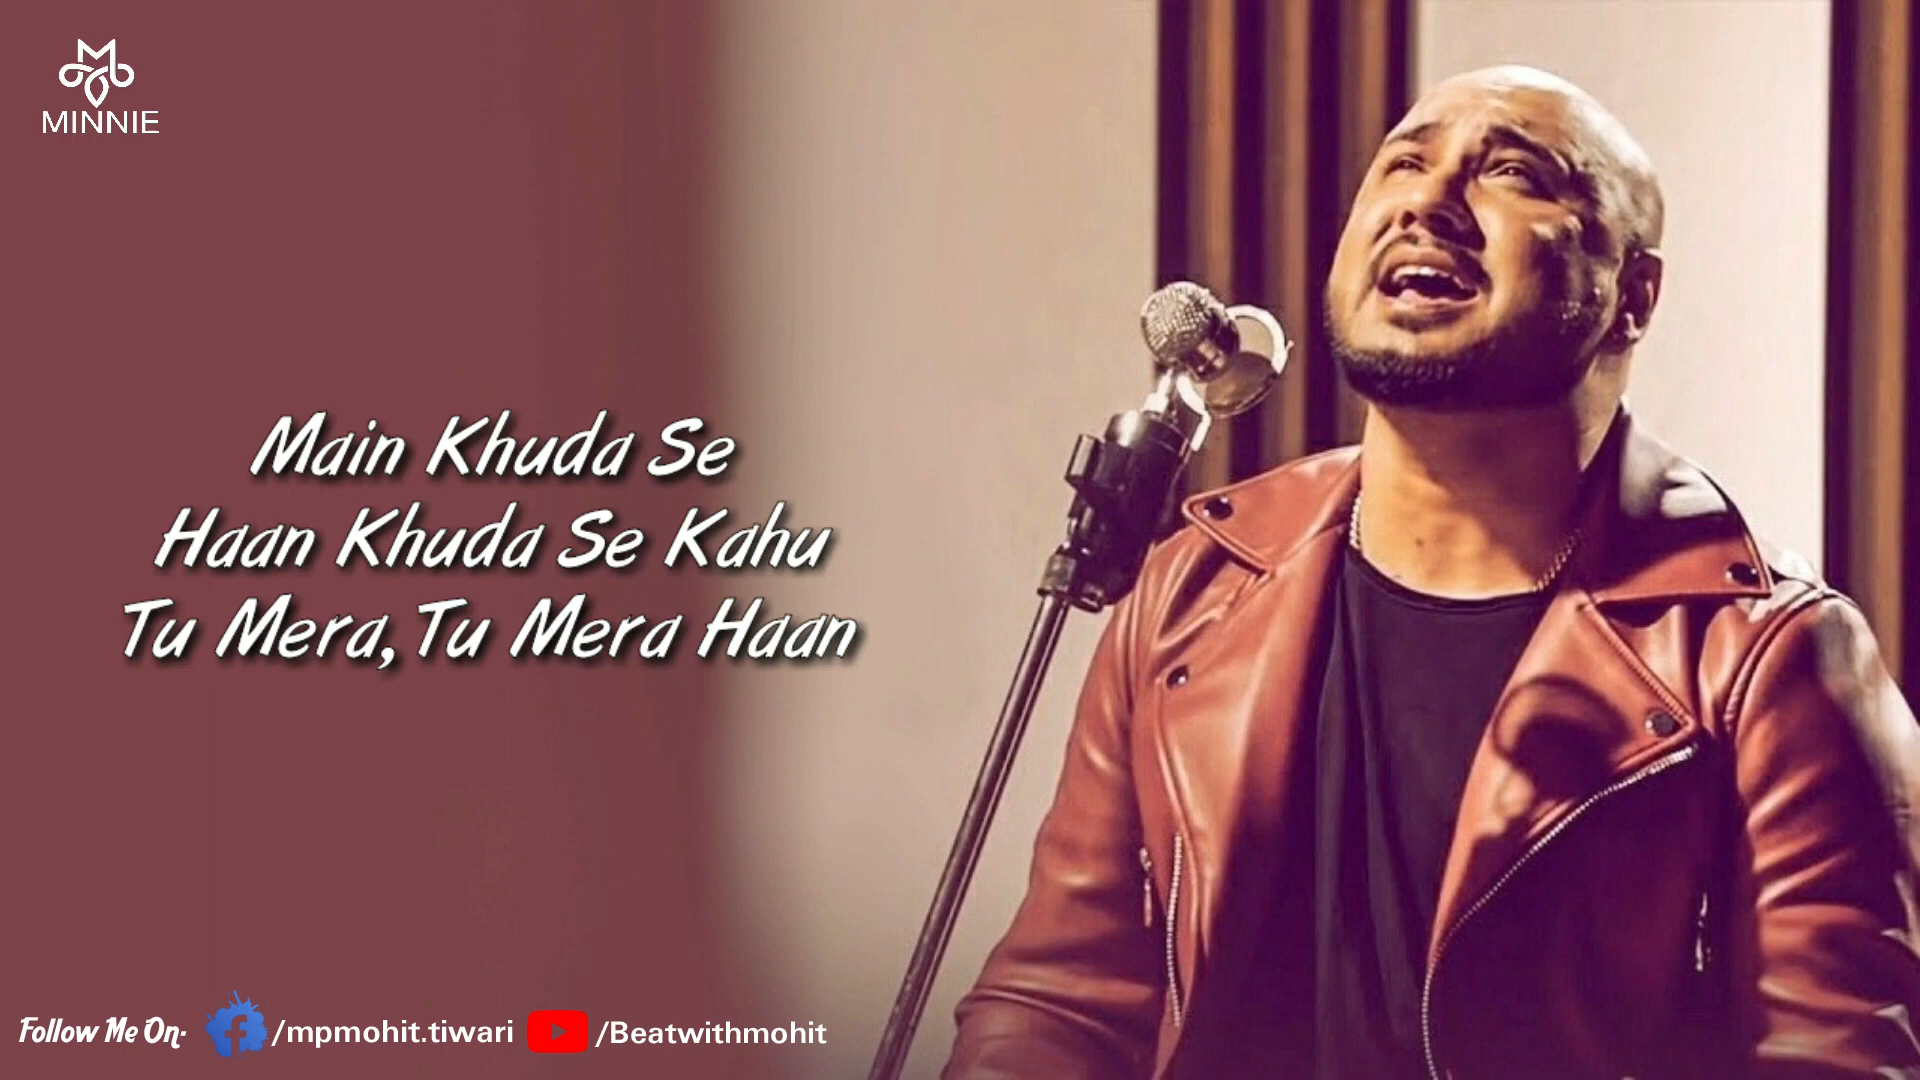 MINNIE
Main Khuda Se
Haan Khuda Se Kahu
Tu Mera, Tu Mera Haan
Follow Me On. /mpmohit.tiwari /Beatwithmohit